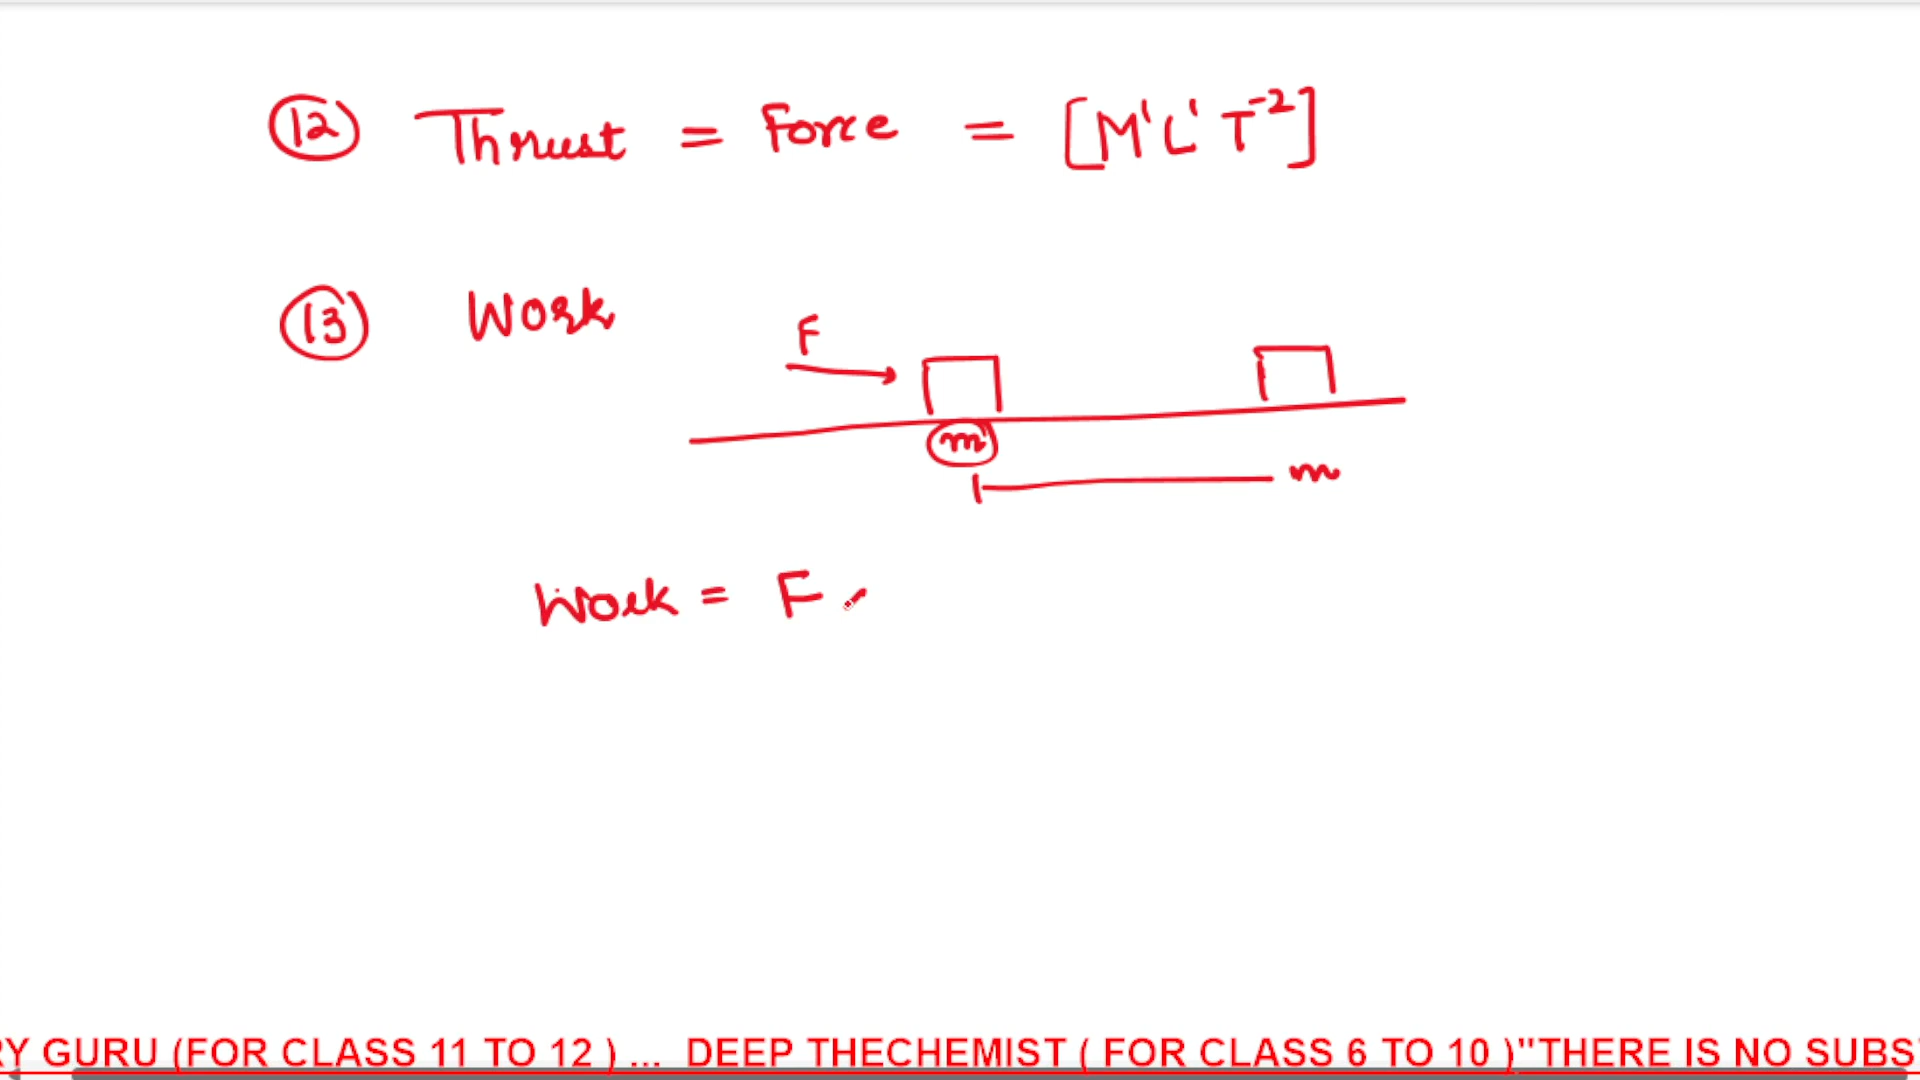 12 Thrust = Force = [M¹L¹T⁻²]
13 Work
F
m
m
Work = F .
RY GURU (FOR CLASS 11 TO 12 ) ... DEEP THECHEMIST ( FOR CLASS 6 TO 10 )"THERE IS NO SUBS